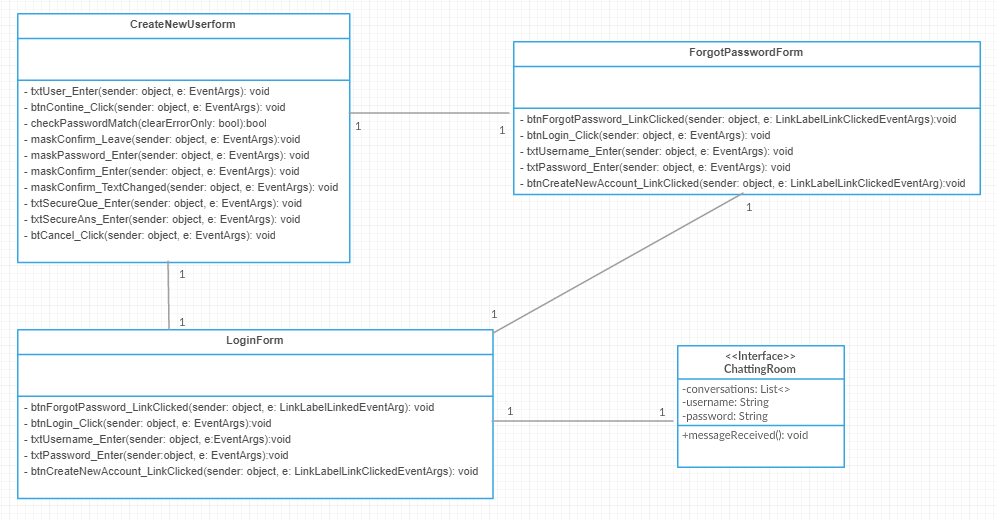 CreateNewUserform
- txtUser_Enter(sender: object, e: EventArgs): void
- btnContine_Click(sender: object, e: EventArgs): void
- checkPasswordMatch(clearErrorOnly: bool):bool
- maskConfirm_Leave(sender: object, e: EventArgs):void
- maskPassword_Enter(sender: object, e: EventArgs): void
- maskConfirm_Enter(sender: object, e: EventArgs): void
- maskConfirm_TextChanged(sender: object, e: EventArgs): void
- txtSecureQue_Enter(sender: object, e: EventArgs): void
- txtSecureAns_Enter(sender: object, e: EventArgs): void
- btCancel_Click(sender: object, e: EventArgs): void
ForgotPasswordForm
- btnForgotPassword_LinkClicked(sender: object, e: LinkLabelLinkClickedEventArgs):void
- btnLogin_Click(sender: object, e: EventArgs): void
- txtUsername_Enter(sender: object, e: EventArgs): void
- txtPassword_Enter(sender: object, e: EventArgs): void
- btnCreateNewAccount_LinkClicked(sender: object, e: LinkLabelLinkClickedEventArg):void
1
1
1
1
1
1
LoginForm
- btnForgotPassword_LinkClicked(sender: object, e: LinkLabelLinkedEventArg): void
- btnLogin_Click(sender: object, e: EventArgs):void
- txtUsername_Enter(sender: object, e:EventArgs):void
- txtPassword_Enter(sender:object, e: EventArgs):void
- btnCreateNewAccount_LinkClicked(sender: object, e: LinkLabelLinkClickedEventArgs): void
1
1
<<Interface>>
ChattingRoom
-conversations: List<>
-username: String
-password: String
+messageReceived(): void